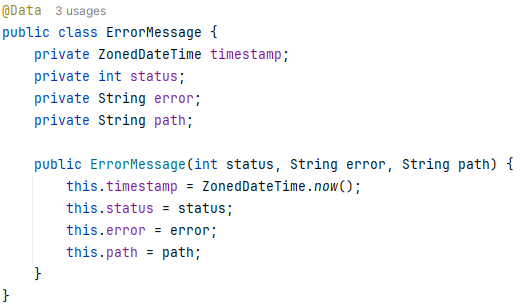 @Data 3 usages
public class ErrorMessage {
    private ZonedDateTime timestamp;
    private int status;
    private String error;
    private String path;

    public ErrorMessage(int status, String error, String path) {
        this.timestamp = ZonedDateTime.now();
        this.status = status;
        this.error = error;
        this.path = path;
    }
}